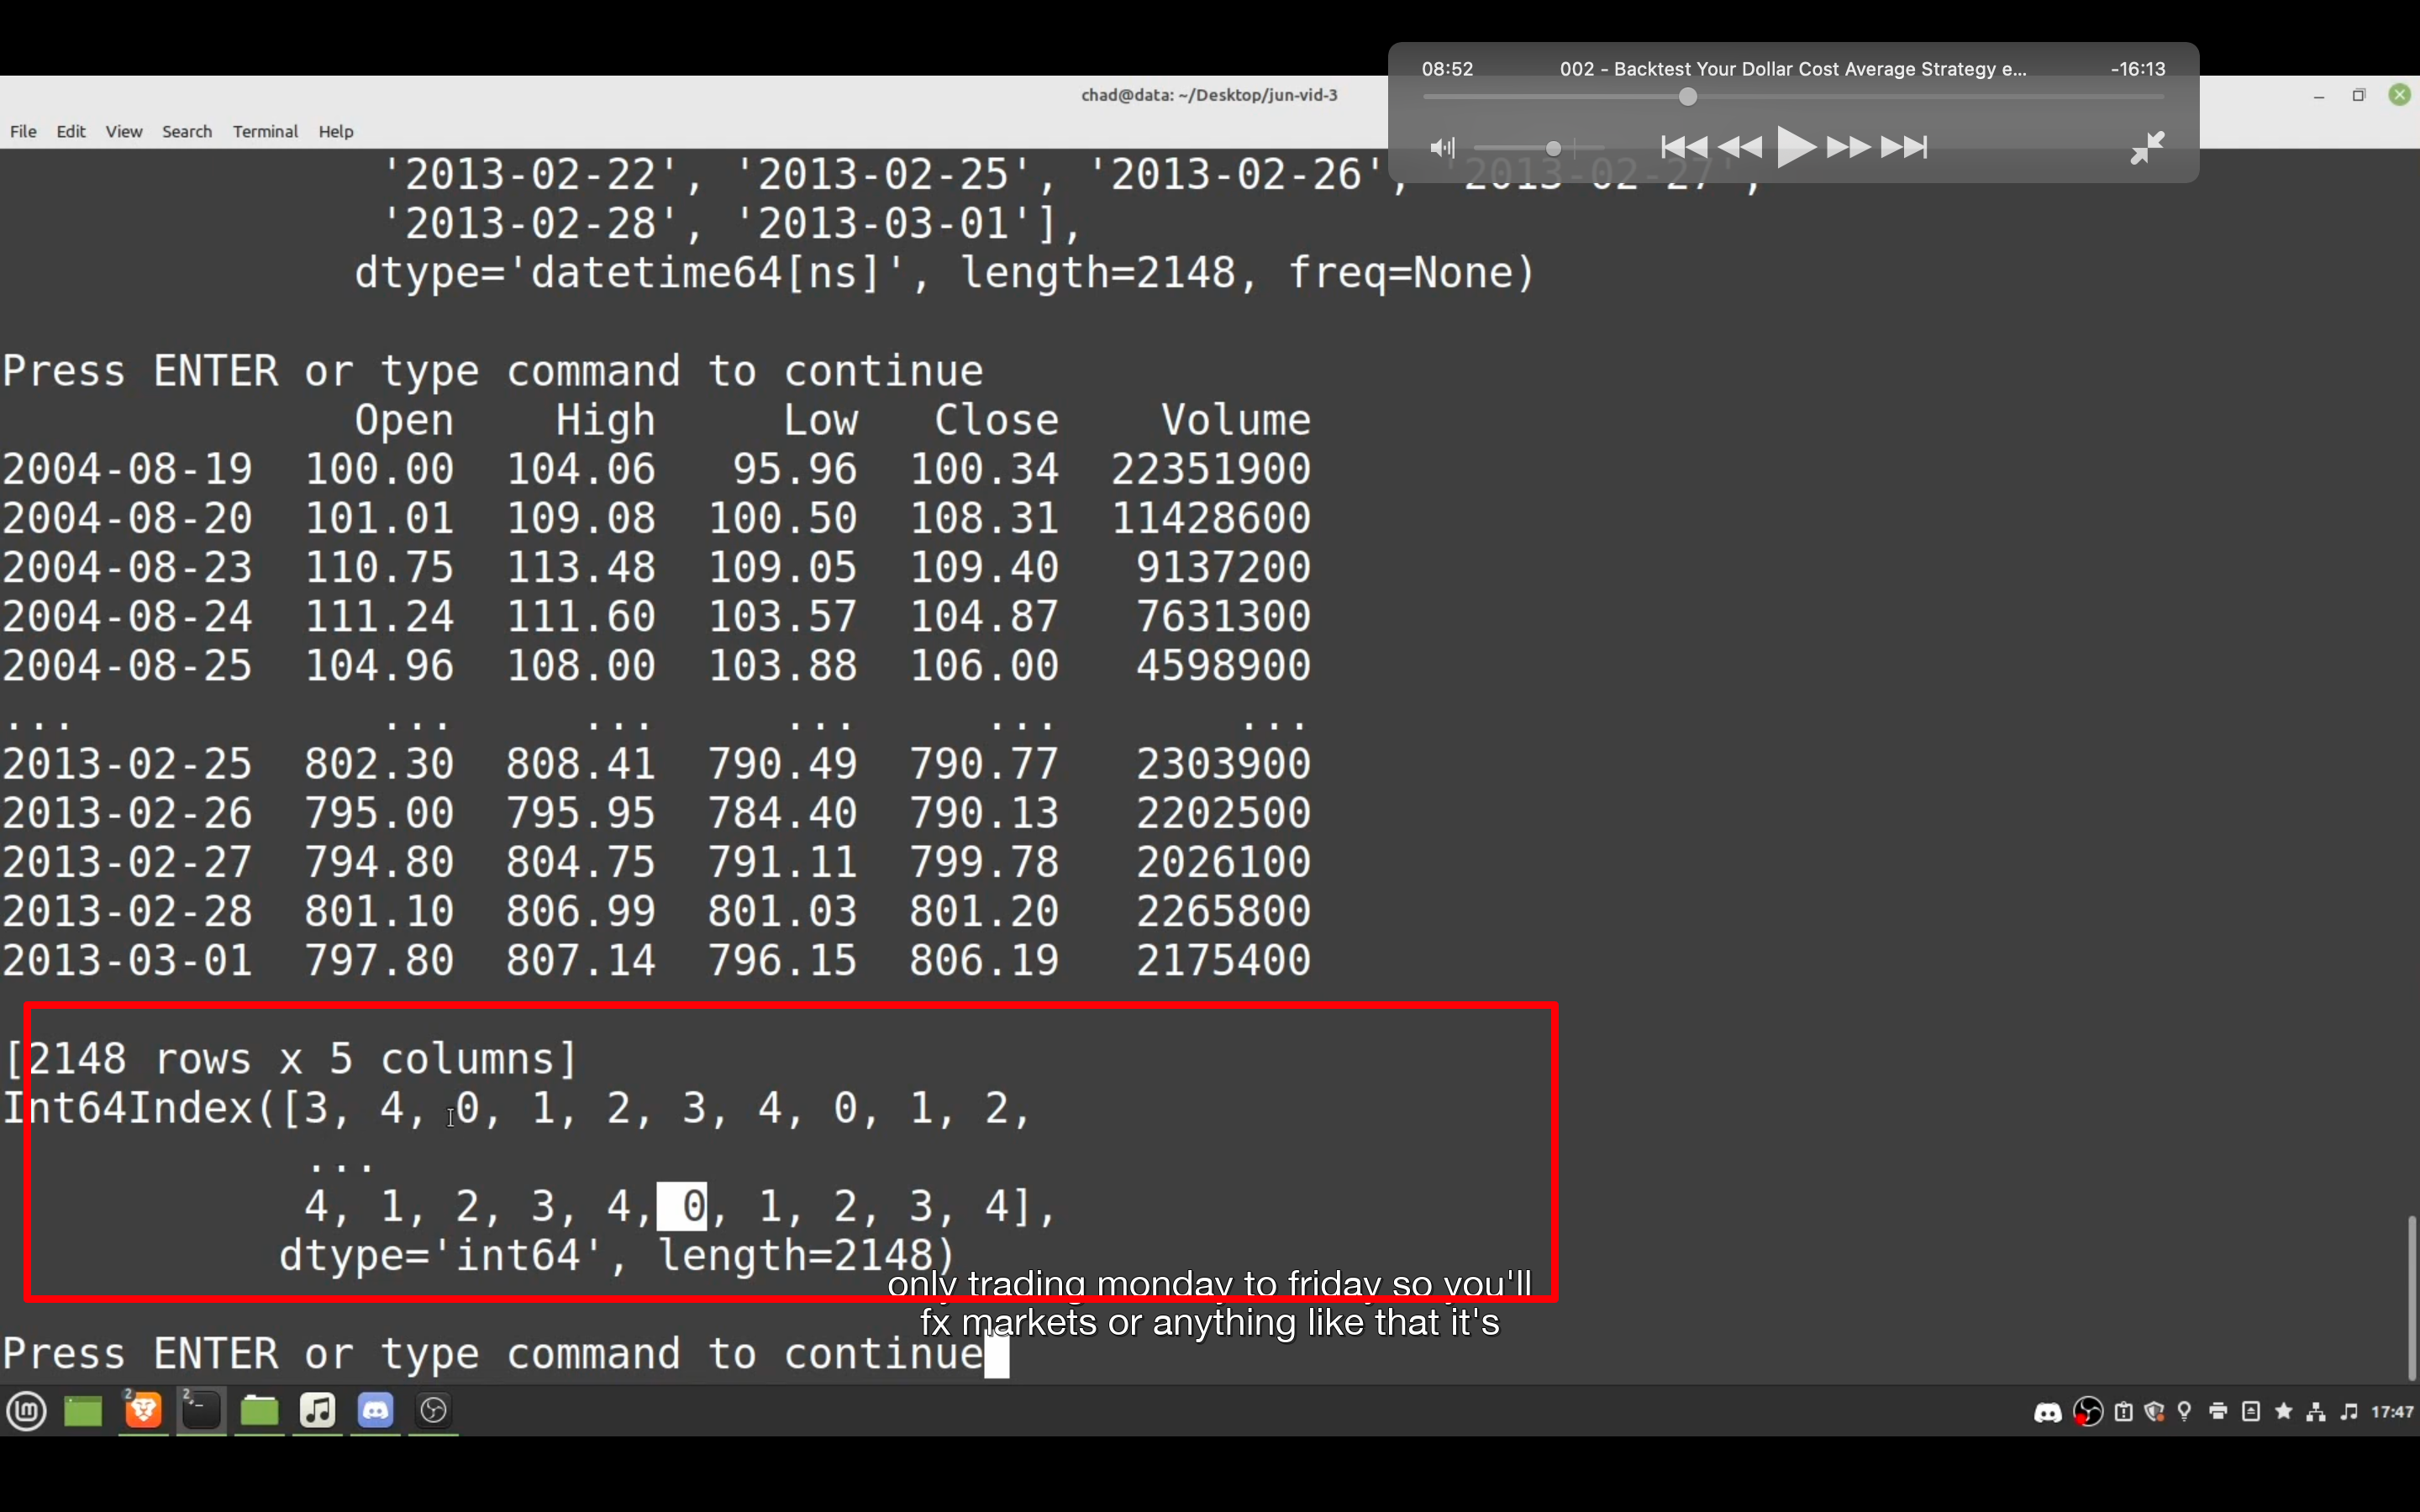 08:52 002 - Backtest Your Dollar Cost Average Strategy e... -16:13
chad@data: ~/Desktop/jun-vid-3
File Edit View Search Terminal Help
'2013-02-22', '2013-02-25', '2013-02-26', '2013-02-27',
'2013-02-28', '2013-03-01'],
dtype='datetime64[ns]', length=2148, freq=None)
Press ENTER or type command to continue
Open High Low Close Volume
2004-08-19 100.00 104.06 95.96 100.34 22351900
2004-08-20 101.01 109.08 100.50 108.31 11428600
2004-08-23 110.75 113.48 109.05 109.40 9137200
2004-08-24 111.24 111.60 103.57 104.87 7631300
2004-08-25 104.96 108.00 103.88 106.00 4598900
... ... ... ... ... ...
2013-02-25 802.30 808.41 790.49 790.77 2303900
2013-02-26 795.00 795.95 784.40 790.13 2202500
2013-02-27 794.80 804.75 791.11 799.78 2026100
2013-02-28 801.10 806.99 801.03 801.20 2265800
2013-03-01 797.80 807.14 796.15 806.19 2175400
[2148 rows x 5 columns]
Int64Index([3, 4, 0, 1, 2, 3, 4, 0, 1, 2,
...
4, 1, 2, 3, 4, 0, 1, 2, 3, 4],
dtype='int64', length=2148)
only trading monday to friday so you'll
fx markets or anything like that it's
Press ENTER or type command to continue
2 2
17:47